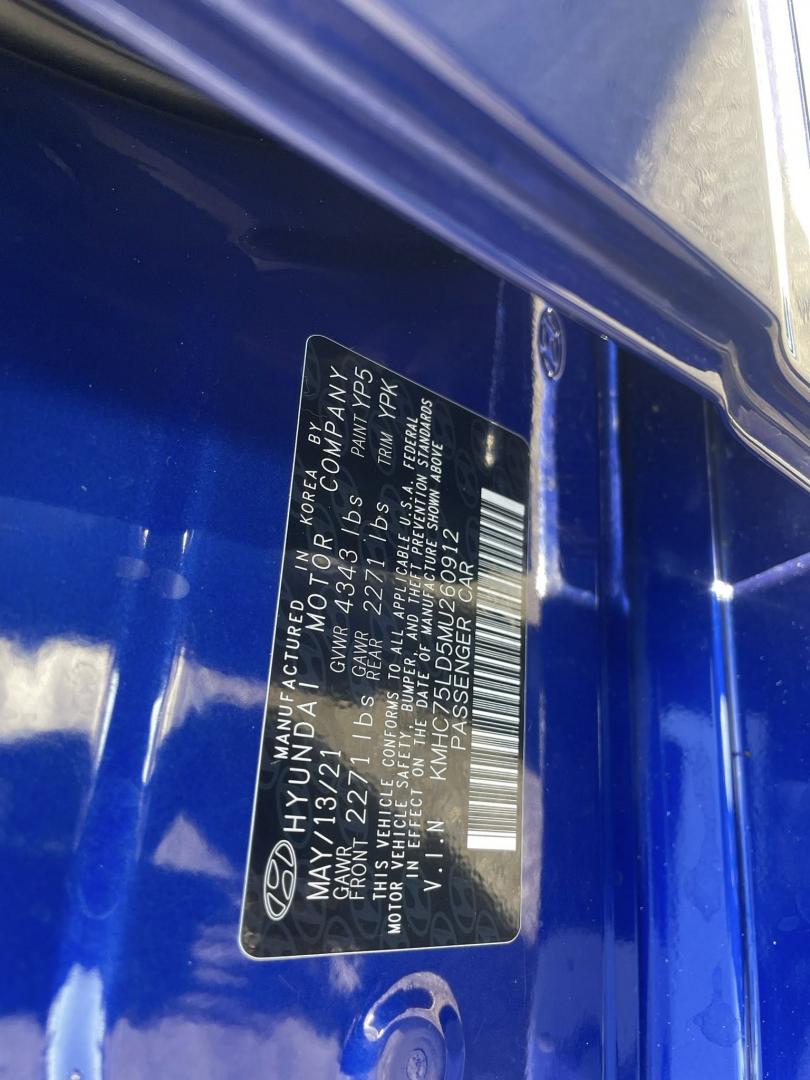 MANUFACTURED IN KOREA BY
HYUNDAI MOTOR COMPANY
MAY/13/21 GVWR 4343 lbs PAINT YP5
GAWR FRONT 2271 lbs GAWR REAR 2271 lbs TRIM YPK
THIS VEHICLE CONFORMS TO ALL APPLICABLE U.S.A. FEDERAL
MOTOR VEHICLE SAFETY, BUMPER, AND THEFT PREVENTION STANDARDS
IN EFFECT ON THE DATE OF MANUFACTURE SHOWN ABOVE
V.I.N KMHC75LD5MU260912
PASSENGER CAR